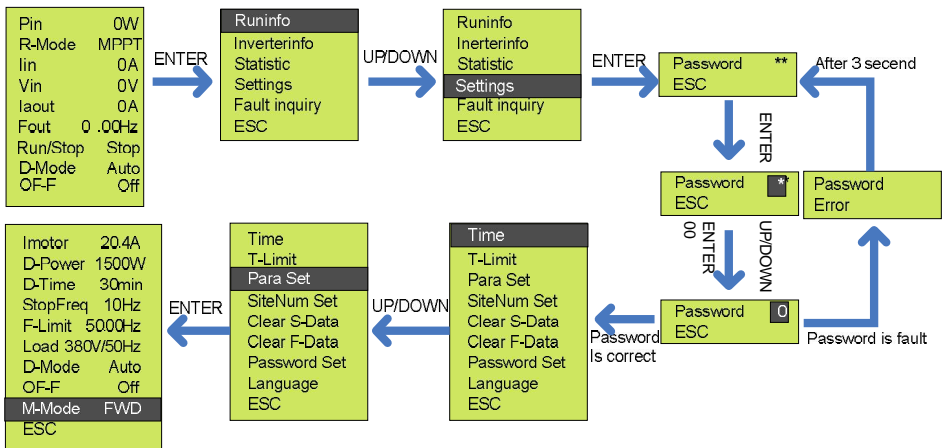 Pin 0W
R-Mode MPPT
Iin 0A
Vin 0V
Iaout 0A
Fout 0 .00Hz
Run/Stop Stop
D-Mode Auto
OF-F Off
ENTER
Runinfo
Inverterinfo
Statistic
Settings
Fault inquiry
ESC
UP/DOWN
Runinfo
Inerterinfo
Statistic
Settings
Fault inquiry
ESC
ENTER
Password **
ESC
After 3 secend
ENTER
Password **
ESC
Password
Error
UP/DOWN
ENTER
00
Password 0
ESC
Password is fault
Password
Is correct
Time
T-Limit
Para Set
SiteNum Set
Clear S-Data
Clear F-Data
Password Set
Language
ESC
UP/DOWN
Time
T-Limit
Para Set
SiteNum Set
Clear S-Data
Clear F-Data
Password Set
Language
ESC
ENTER
Imotor 20.4A
D-Power 1500W
D-Time 30min
StopFreq 10Hz
F-Limit 5000Hz
Load 380V/50Hz
D-Mode Auto
OF-F Off
M-Mode FWD
ESC